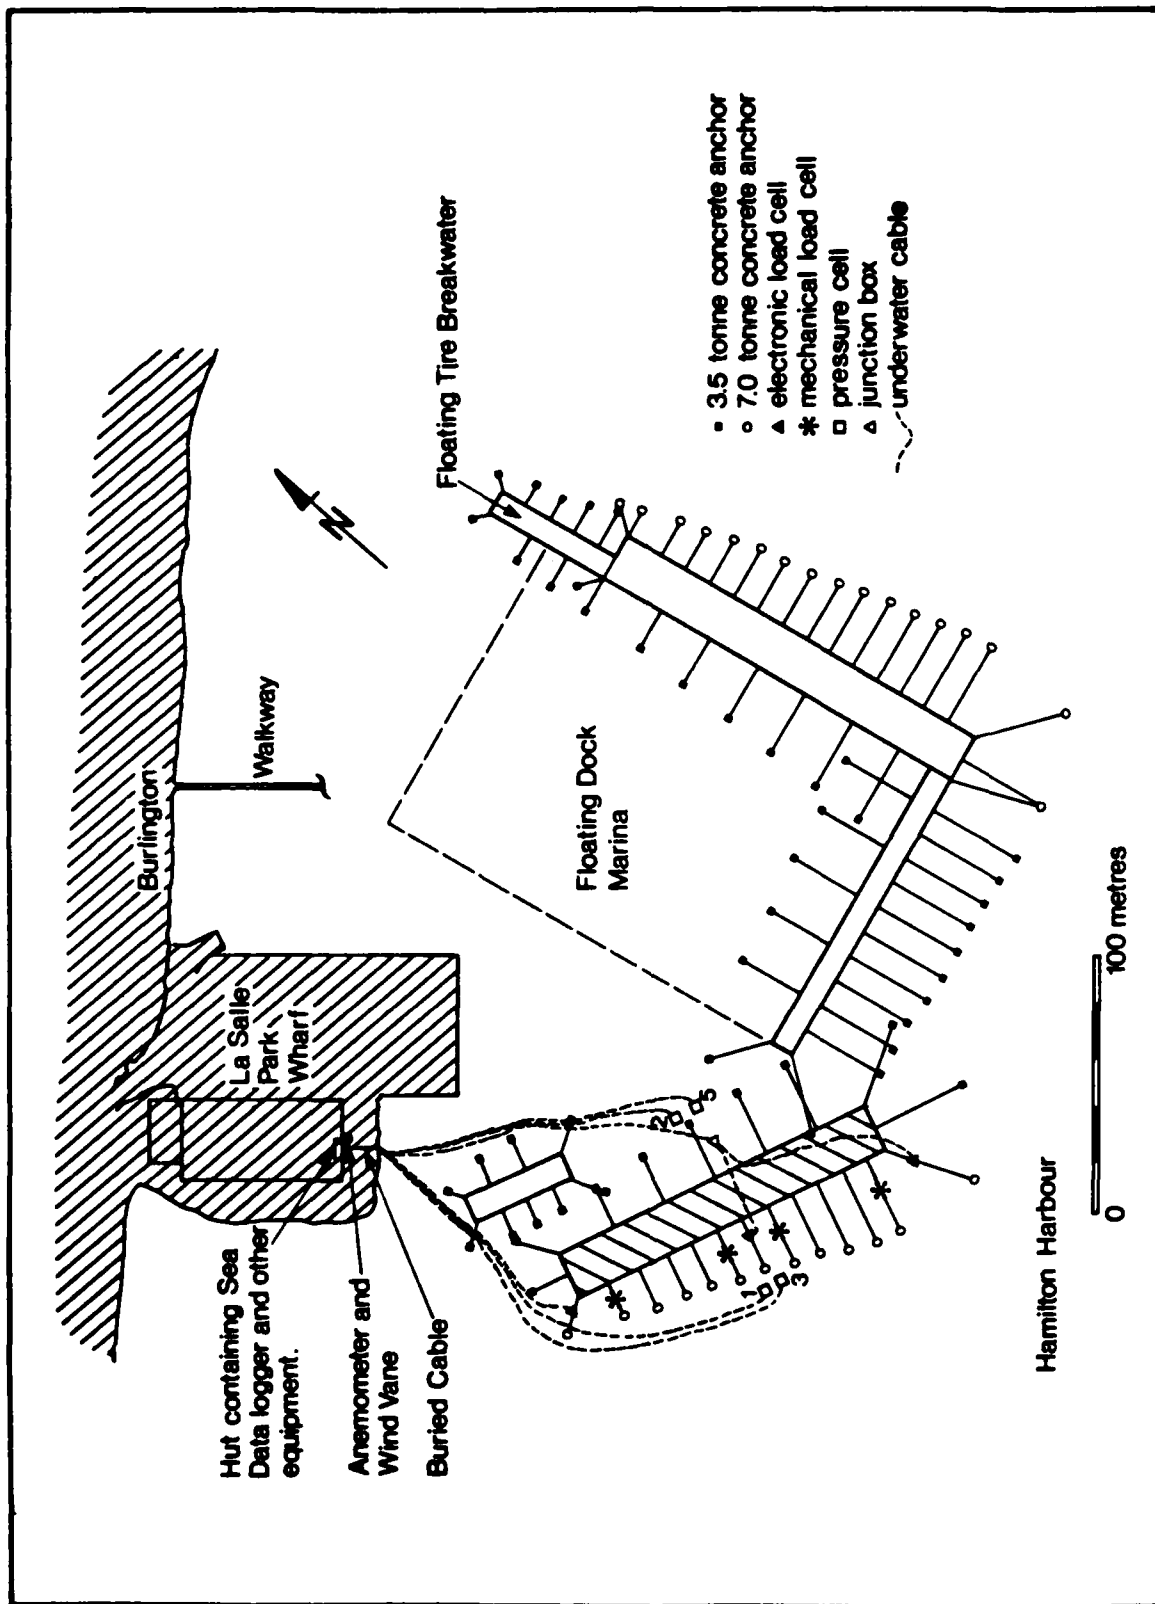 Burlington
La Salle
Park
Wharf
Walkway
N
Hut containing Sea
Data logger and other
equipment.
Anemometer and
Wind Vane
Buried Cable
Floating Tire Breakwater
Floating Dock
Marina
2
5
1
3
3.5 tonne concrete anchor
7.0 tonne concrete anchor
electronic load cell
mechanical load cell
pressure cell
junction box
underwater cable
Hamilton Harbour
0
100 metres